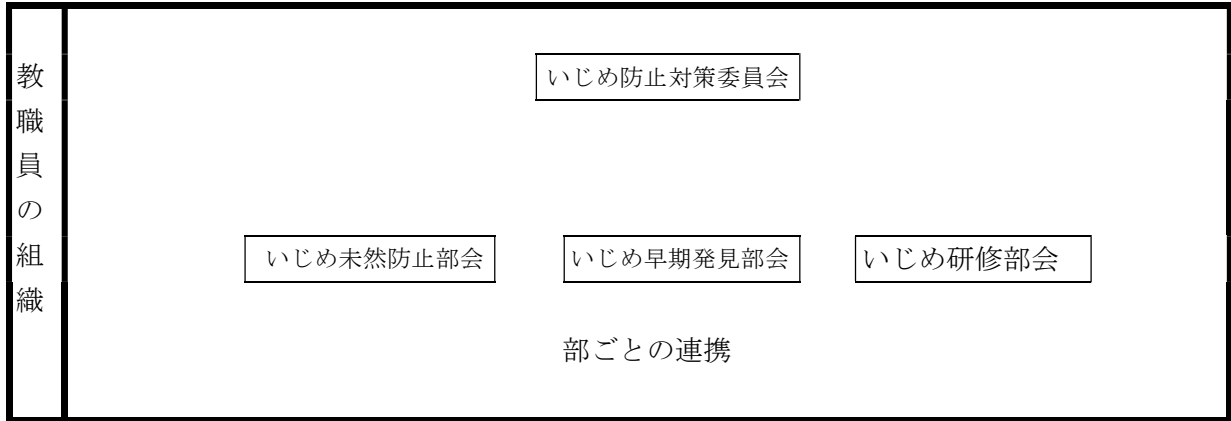 教職員の組織
いじめ防止対策委員会
いじめ未然防止部会
いじめ早期発見部会
いじめ研修部会
部ごとの連携